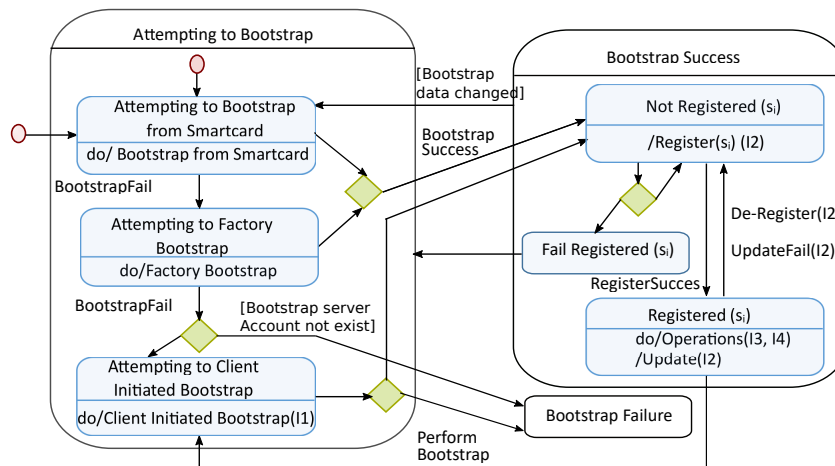 Attempting to Bootstrap
Attempting to Bootstrap
from Smartcard
do/ Bootstrap from Smartcard
BootstrapFail
Attempting to Factory
Bootstrap
do/Factory Bootstrap
BootstrapFail
[Bootstrap server
Account not exist]
Attempting to Client
Initiated Bootstrap
do/Client Initiated Bootstrap(I1)
[Bootstrap
data changed]
Bootstrap
Success
Bootstrap Success
Not Registered (sᵢ)
/Register(sᵢ) (I2)
De-Register(I2
UpdateFail(I2)
Fail Registered (sᵢ)
RegisterSucces
Registered (sᵢ)
do/Operations(I3, I4)
/Update(I2)
Bootstrap Failure
Perform
Bootstrap